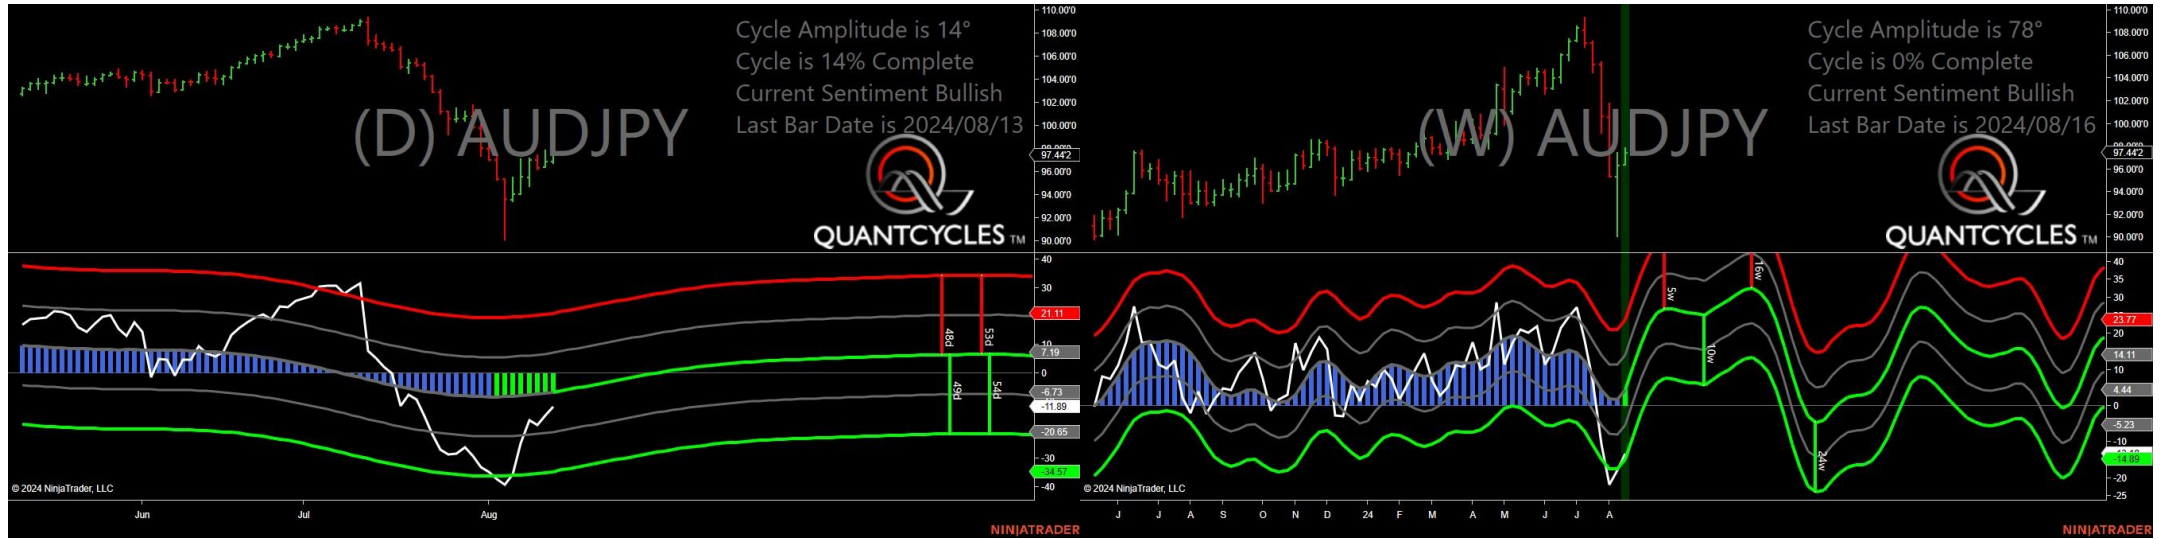 Cycle Amplitude is 14°
Cycle is 14% Complete
Current Sentiment Bullish
Last Bar Date is 2024/08/13
(D) AUDJPY
QUANTCYCLES TM
110.00'0
108.00'0
106.00'0
104.00'0
102.00'0
100.00'0
97.44'2
96.00'0
94.00'0
92.00'0
90.00'0
40
30
21.11
10
7.19
0
-6.73
-11.89
-20.65
-30
-34.57
-40
48d
53d
49d
54d
© 2024 NinjaTrader, LLC
Jun
Jul
Aug
NINJATRADER
Cycle Amplitude is 78°
Cycle is 0% Complete
Current Sentiment Bullish
Last Bar Date is 2024/08/16
(W) AUDJPY
QUANTCYCLES TM
110.00'0
108.00'0
106.00'0
104.00'0
102.00'0
100.00'0
97.44'2
96.00'0
94.00'0
92.00'0
90.00'0
40
35
30
23.77
20
14.11
10
4.44
0
-5.23
-10
-14.89
-20
-25
5w
16w
10w
24w
© 2024 NinjaTrader, LLC
J
J
A
S
O
N
D
24
F
M
A
M
J
J
A
NINJATRADER